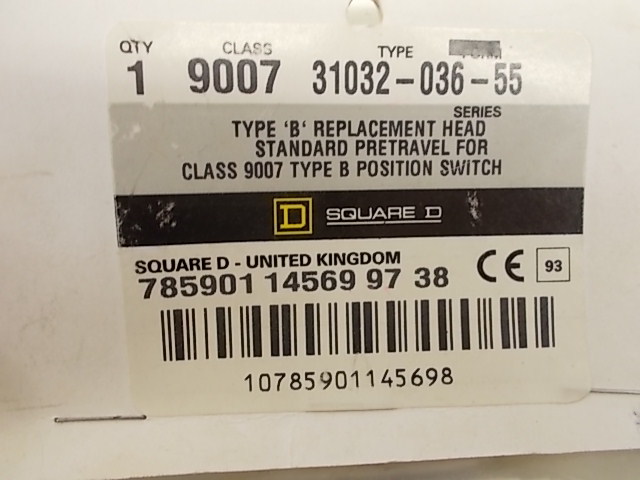 QTY CLASS TYPE
1 9007 31032-036-55
SERIES
TYPE 'B' REPLACEMENT HEAD
STANDARD PRETRAVEL FOR
CLASS 9007 TYPE B POSITION SWITCH
D SQUARE D
SQUARE D - UNITED KINGDOM
785901 14569 97 38 CE 93
10785901145698